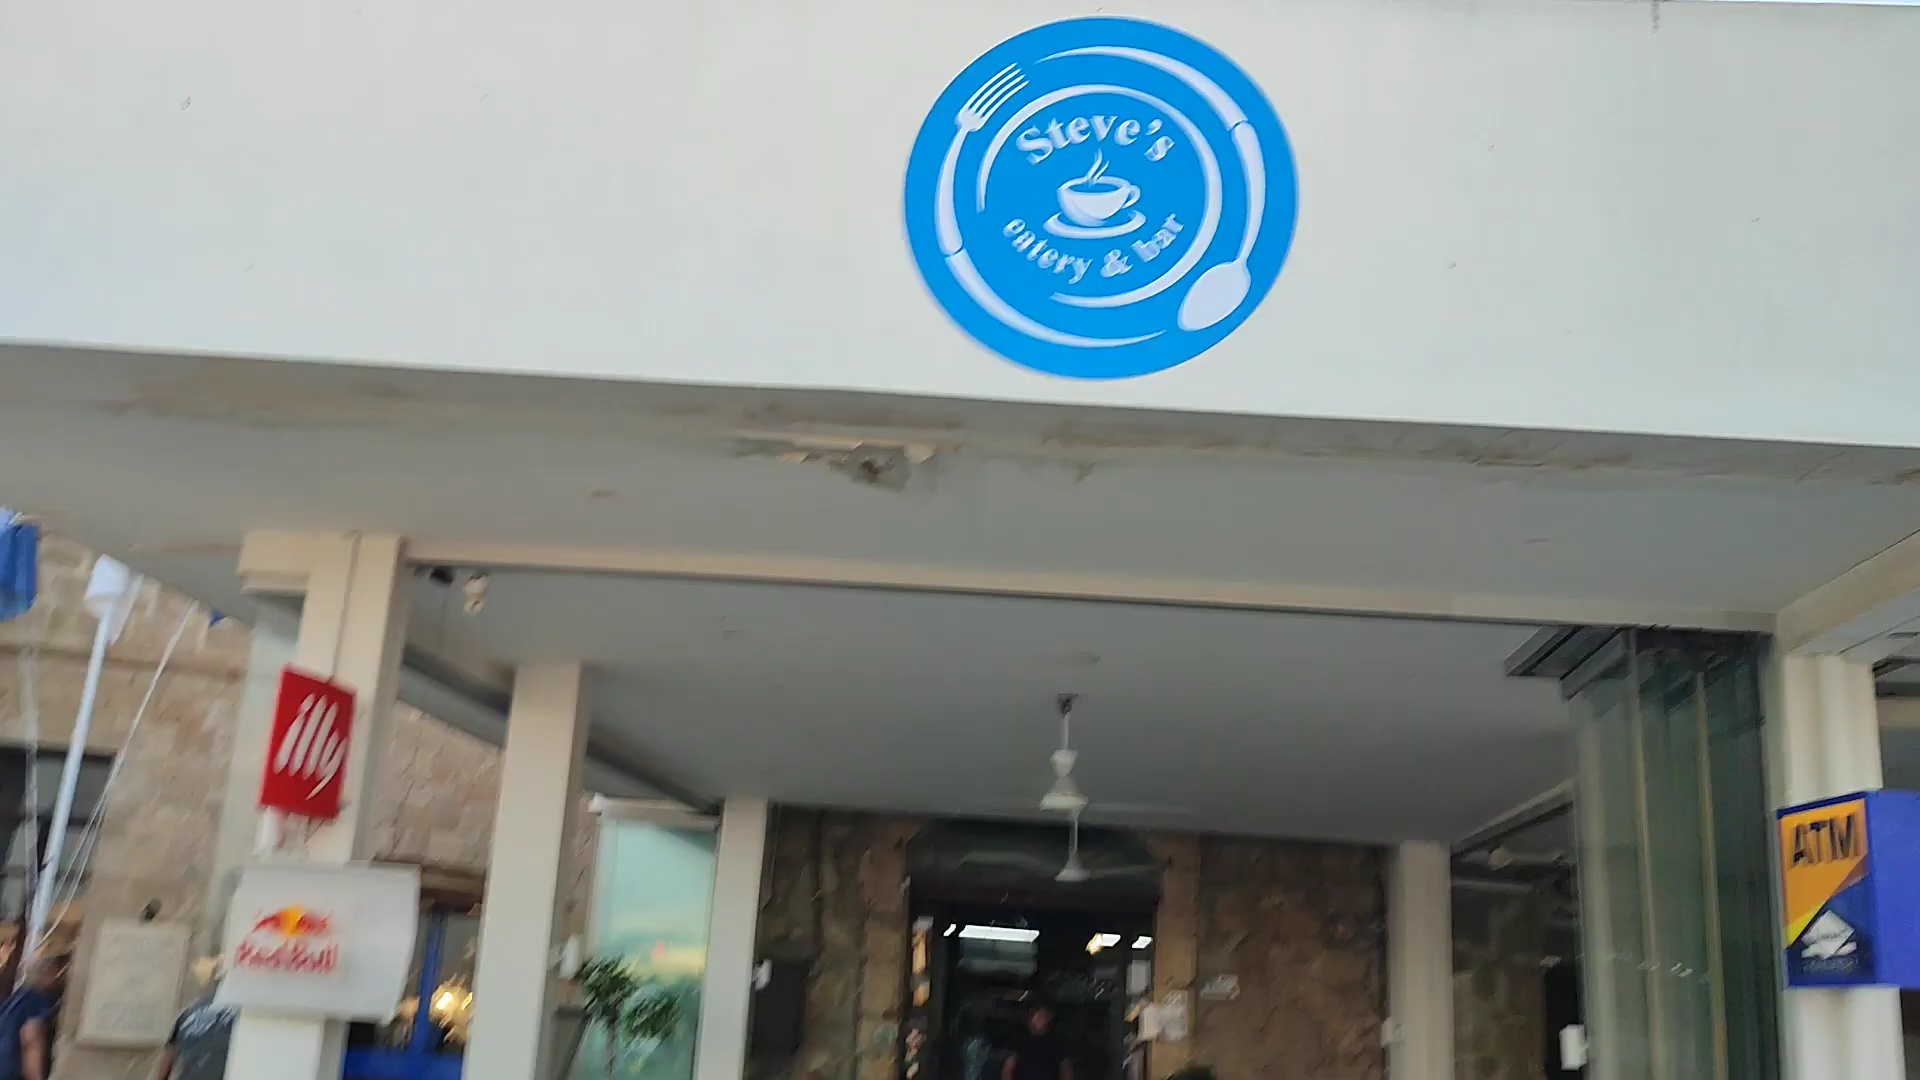 Steve's
eatery & bar
illy
Red Bull
ATM